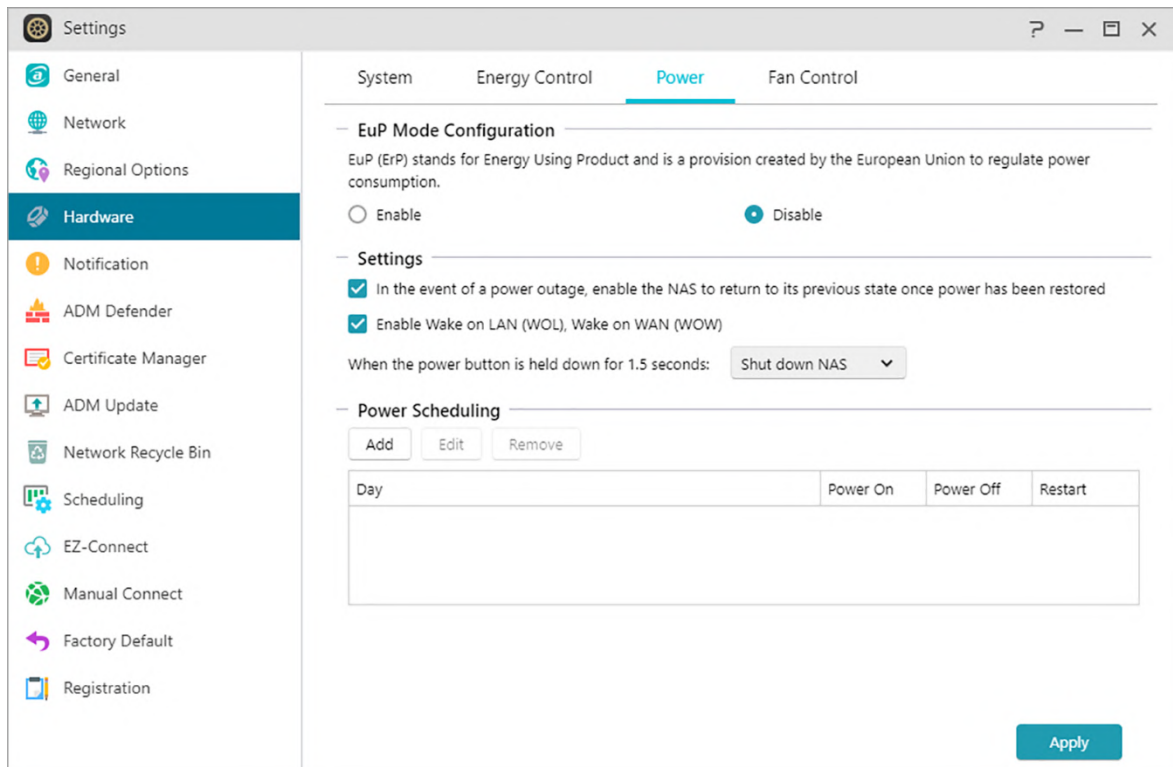 Settings
General
Network
Regional Options
Hardware
Notification
ADM Defender
Certificate Manager
ADM Update
Network Recycle Bin
Scheduling
EZ-Connect
Manual Connect
Factory Default
Registration
System Energy Control Power Fan Control
EuP Mode Configuration
EuP (ErP) stands for Energy Using Product and is a provision created by the European Union to regulate power
consumption.
Enable Disable
Settings
In the event of a power outage, enable the NAS to return to its previous state once power has been restored
Enable Wake on LAN (WOL), Wake on WAN (WOW)
When the power button is held down for 1.5 seconds: Shut down NAS
Power Scheduling
Add Edit Remove
Day Power On Power Off Restart
Apply